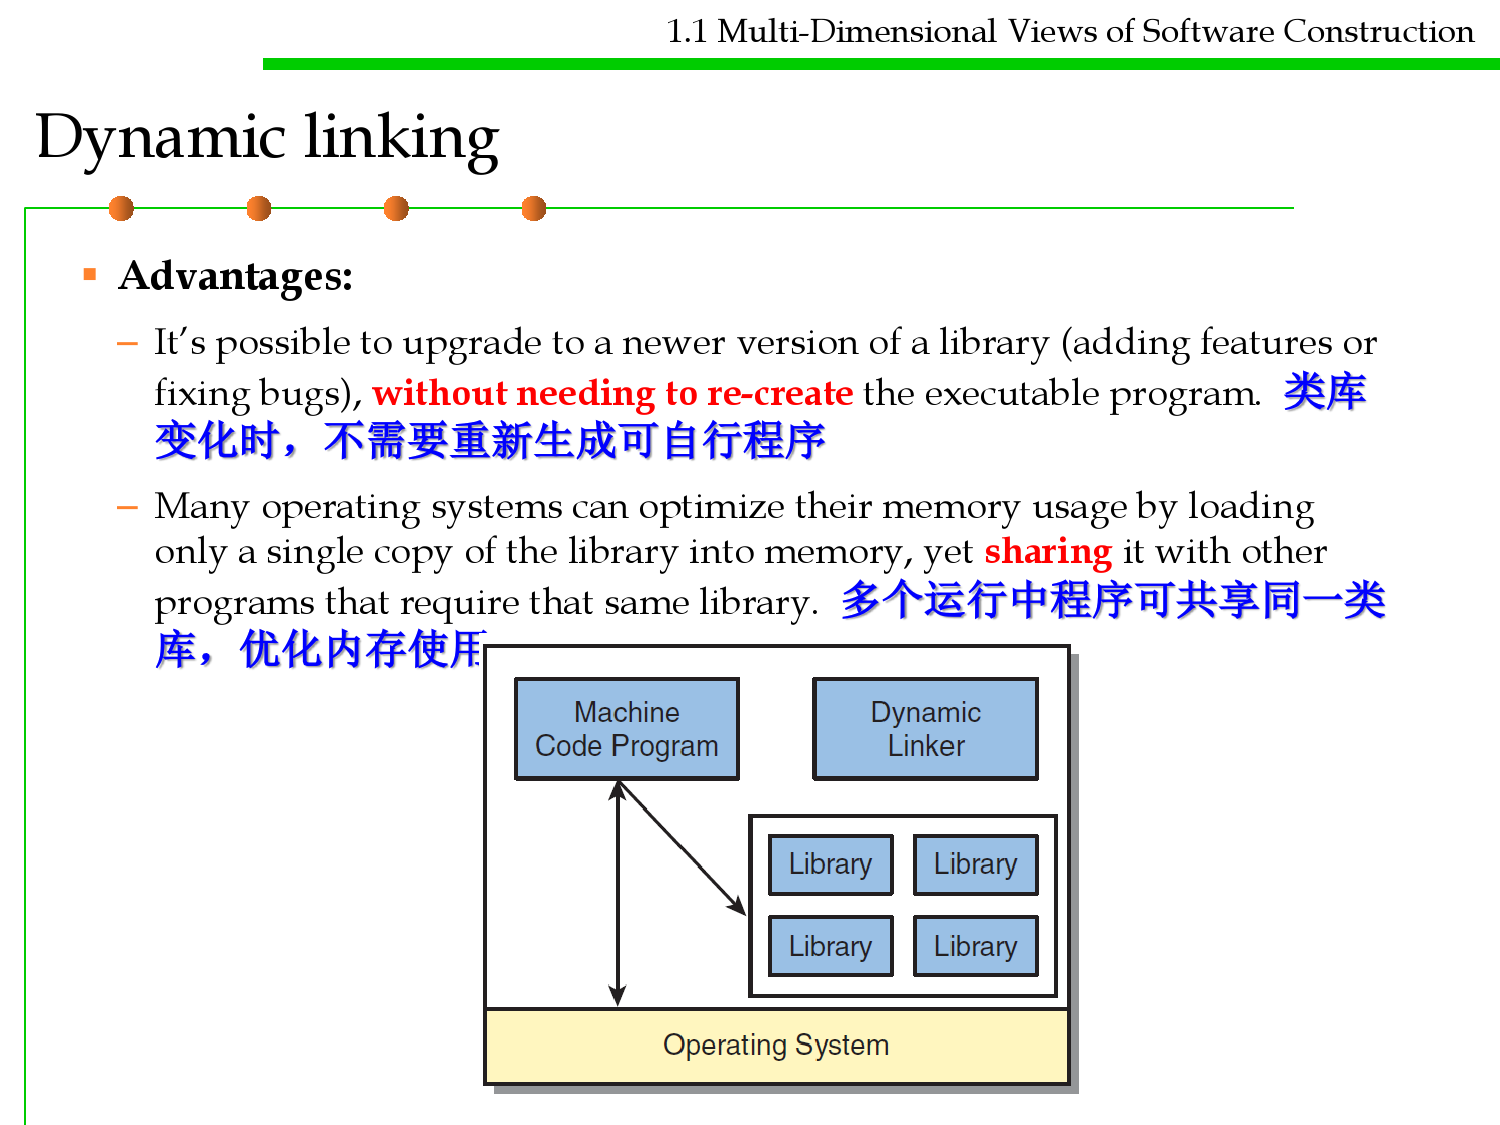 1.1 Multi-Dimensional Views of Software Construction
Dynamic linking
Advantages:
– It’s possible to upgrade to a newer version of a library (adding features or
fixing bugs), without needing to re-create the executable program. 类库
变化时，不需要重新生成可自行程序
– Many operating systems can optimize their memory usage by loading
only a single copy of the library into memory, yet sharing it with other
programs that require that same library. 多个运行中程序可共享同一类
库，优化内存使用
Machine
Code Program
Dynamic
Linker
Library
Library
Library
Library
Operating System